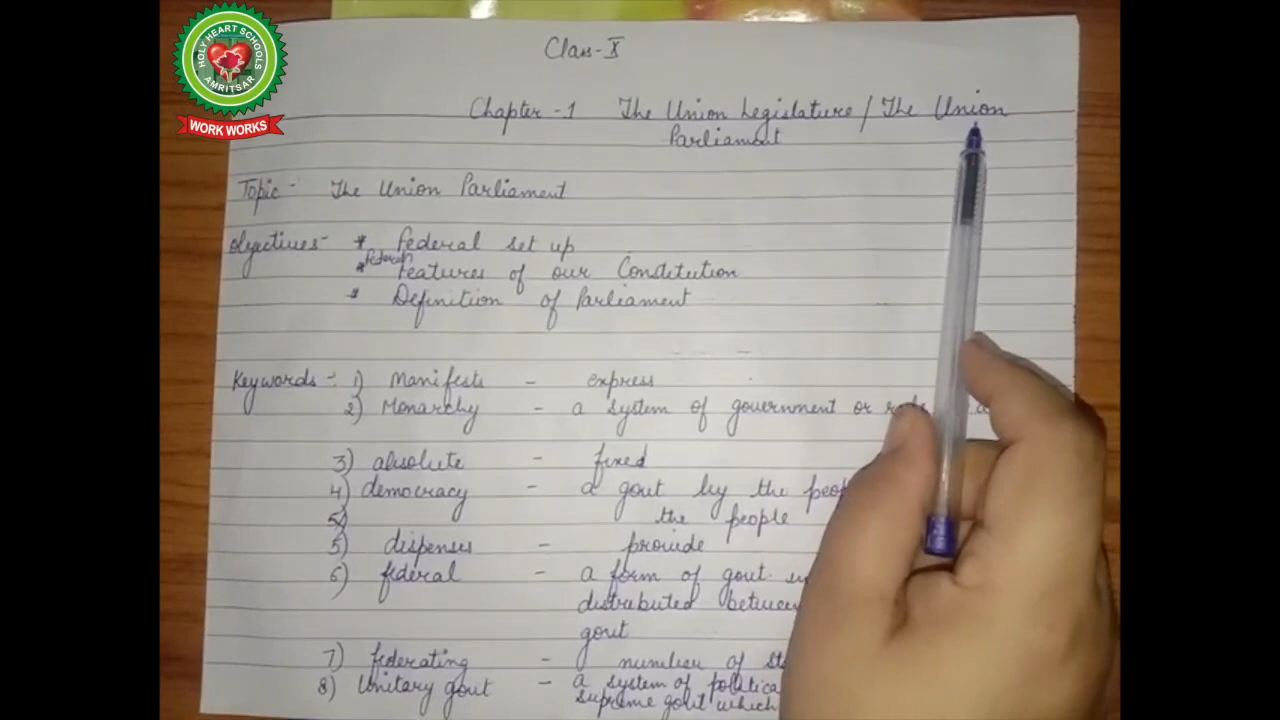 HOLY HEART SCHOOLS
AMRITSAR
WORK WORKS
Class-X
Chapter -1 The Union Legislature / The Union
Parliament
Topic - The Union Parliament
Objectives - * Federal set up
* Federal Features of our Constitution
* Definition of Parliament
Keywords :- 1) Manifests - express
2) Monarchy - a system of government or
3) absolute - fixed
4) democracy - a govt by the
5) the people
5) dispenses - provide
6) federal - a form of govt
distributed between
govt
7) federating - a number of
8) Unitary govt - a system of
supreme govt which